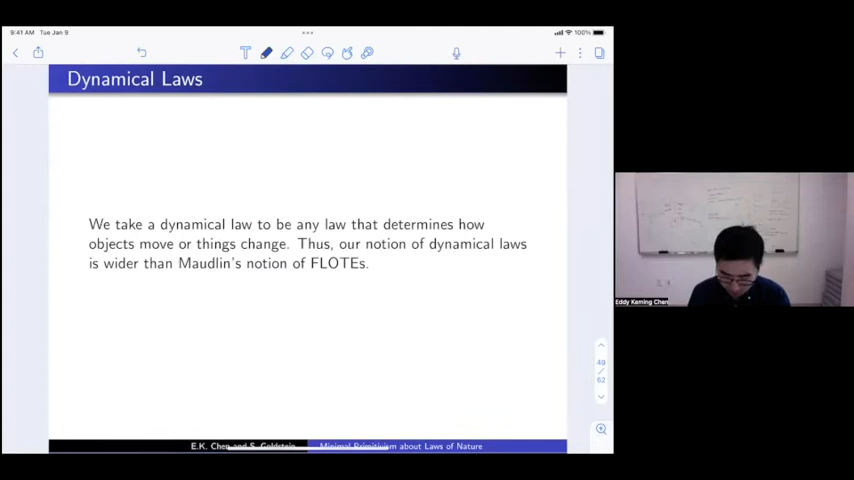 9:41 AM Tue Jan 9
100%
Dynamical Laws
We take a dynamical law to be any law that determines how
objects move or things change. Thus, our notion of dynamical laws
is wider than Maudlin's notion of FLOTEs.
49
/
62
E.K. Chen and S. Goldstein
Minimal Primitivism about Laws of Nature
Eddy Keming Chen